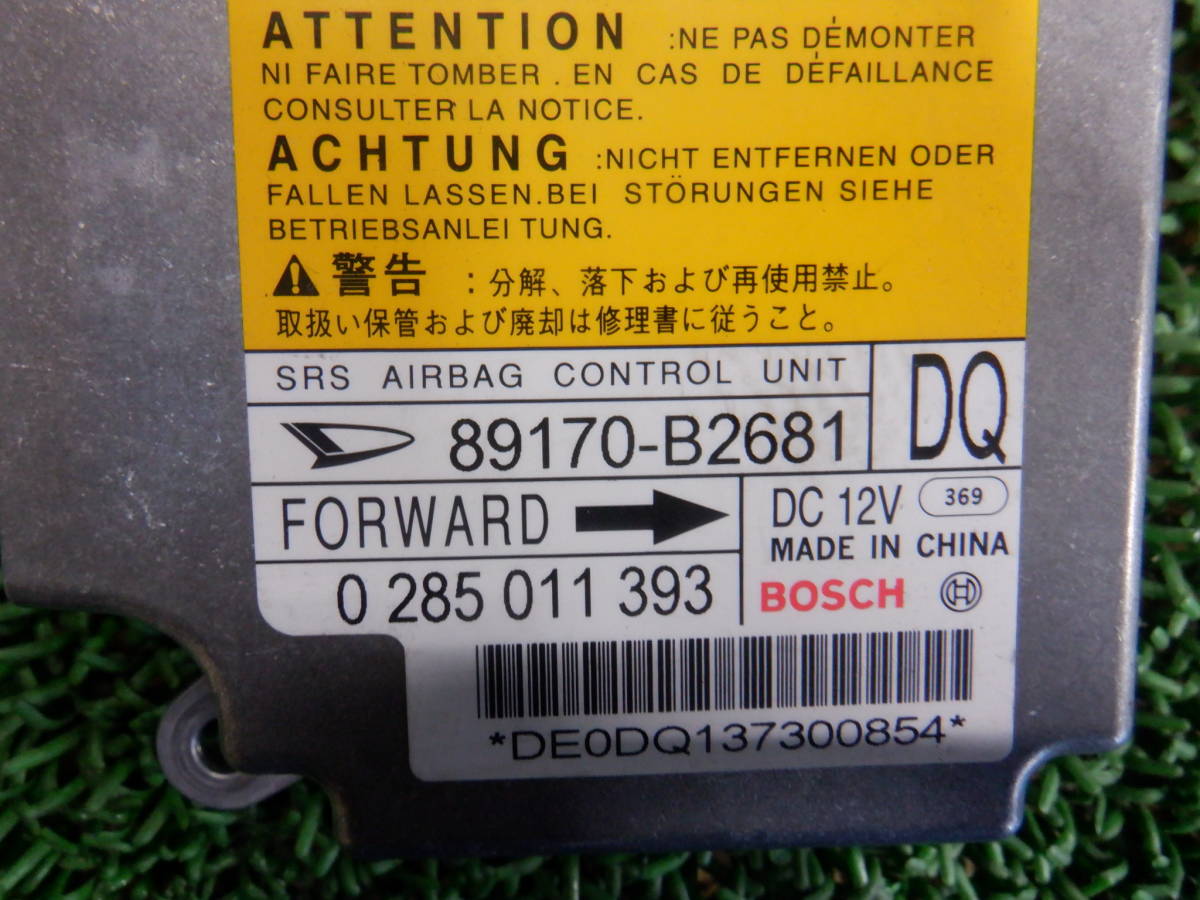 ATTENTION :NE PAS DÉMONTER
NI FAIRE TOMBER . EN CAS DE DÉFAILLANCE
CONSULTER LA NOTICE.
ACHTUNG :NICHT ENTFERNEN ODER
FALLEN LASSEN.BEI STÖRUNGEN SIEHE
BETRIEBSANLEI TUNG.
警告 : 分解、落下および再使用禁止。
取扱い保管および廃却は修理書に従うこと。
SRS AIRBAG CONTROL UNIT
DQ
89170-B2681
FORWARD
DC 12V 369
MADE IN CHINA
0 285 011 393
BOSCH
*DE0DQ137300854*